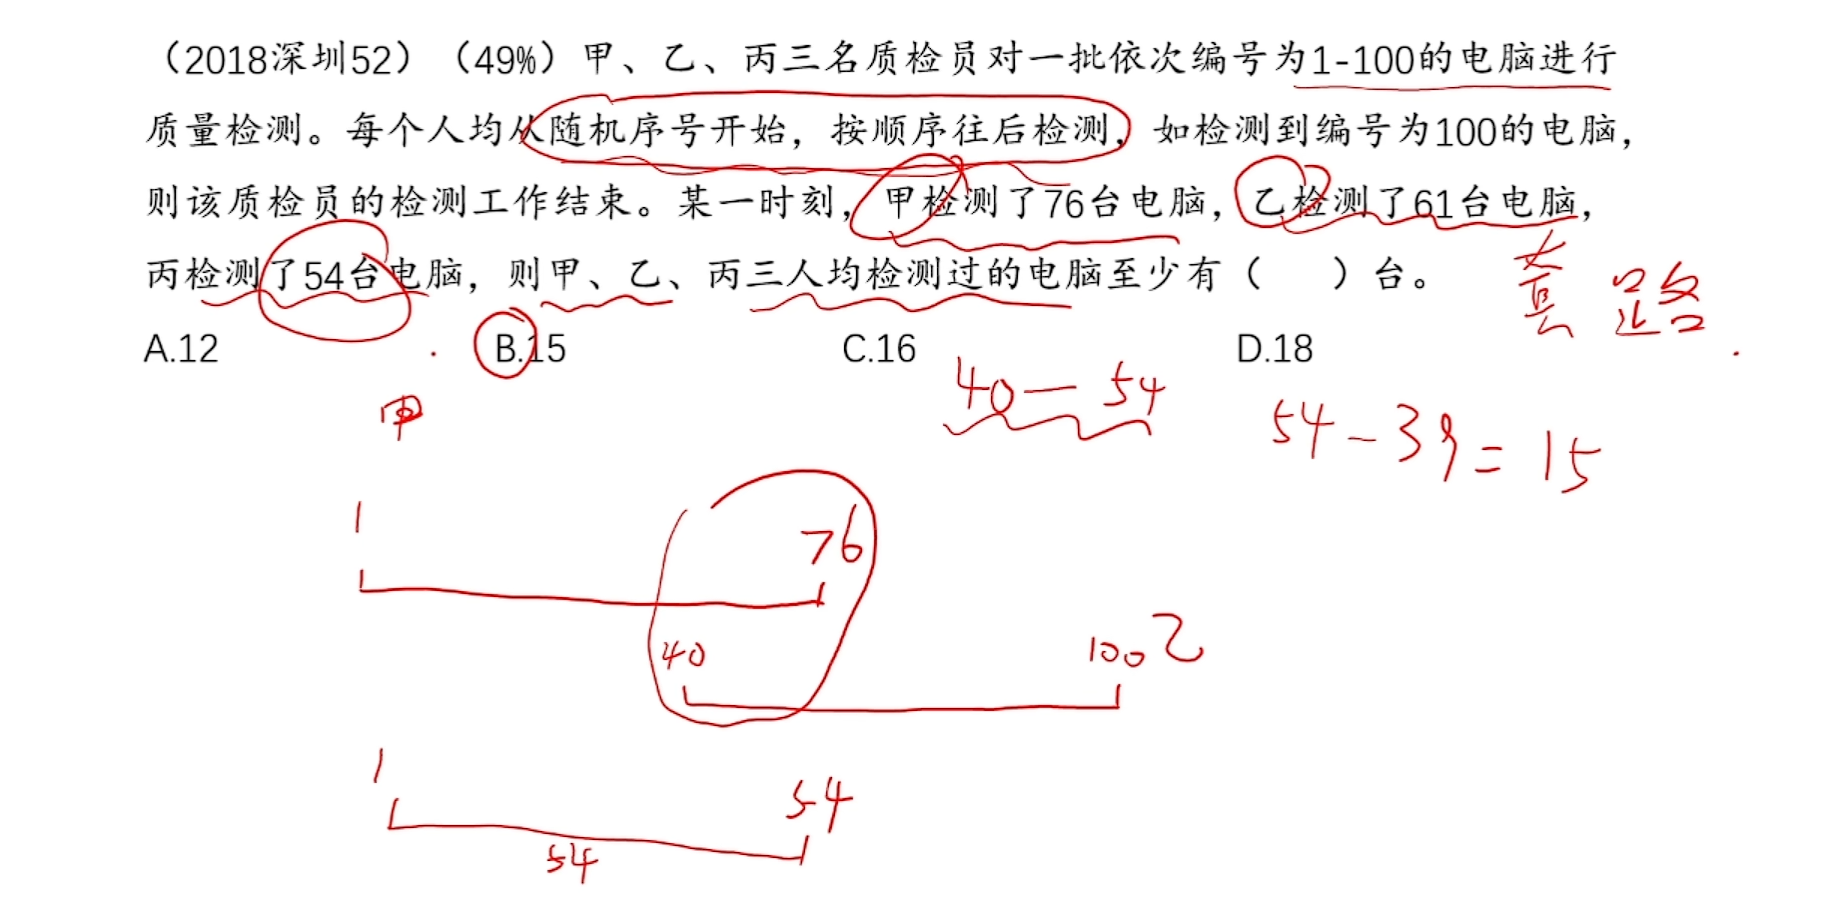 （2018深圳52）（49%）甲、乙、丙三名质检员对一批依次编号为1-100的电脑进行
质量检测。每个人均从随机序号开始，按顺序往后检测，如检测到编号为100的电脑，
则该质检员的检测工作结束。某一时刻，甲检测了76台电脑，乙检测了61台电脑，
丙检测了54台电脑，则甲、乙、丙三人均检测过的电脑至少有（　）台。
套路
A.12 B.15 C.16 D.18
40—54
甲
54-39=15
1 76
40 100 乙
1 54
54